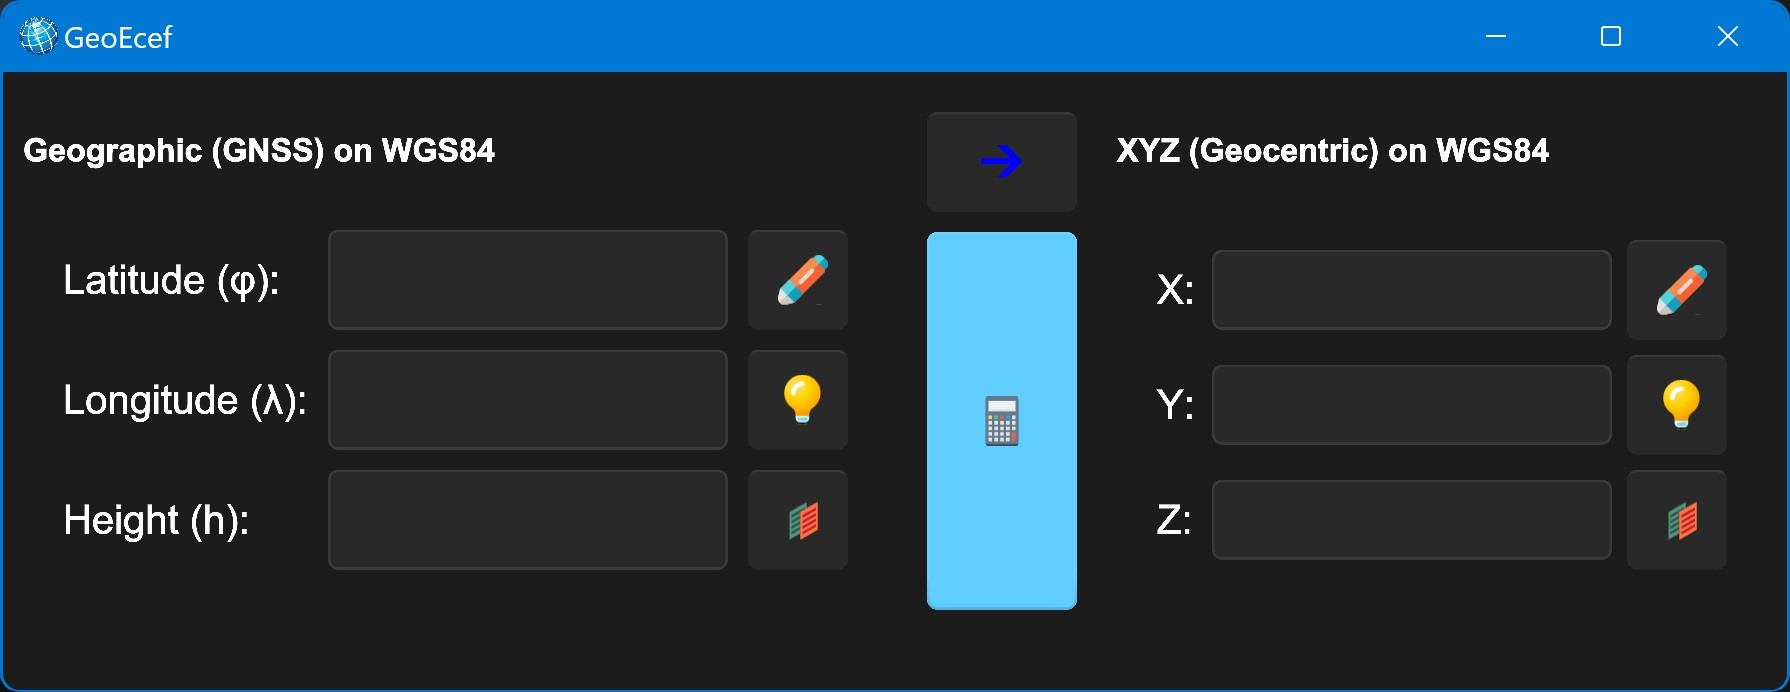 GeoEcef
Geographic (GNSS) on WGS84
Latitude (φ):
Longitude (λ):
Height (h):
XYZ (Geocentric) on WGS84
X:
Y:
Z: